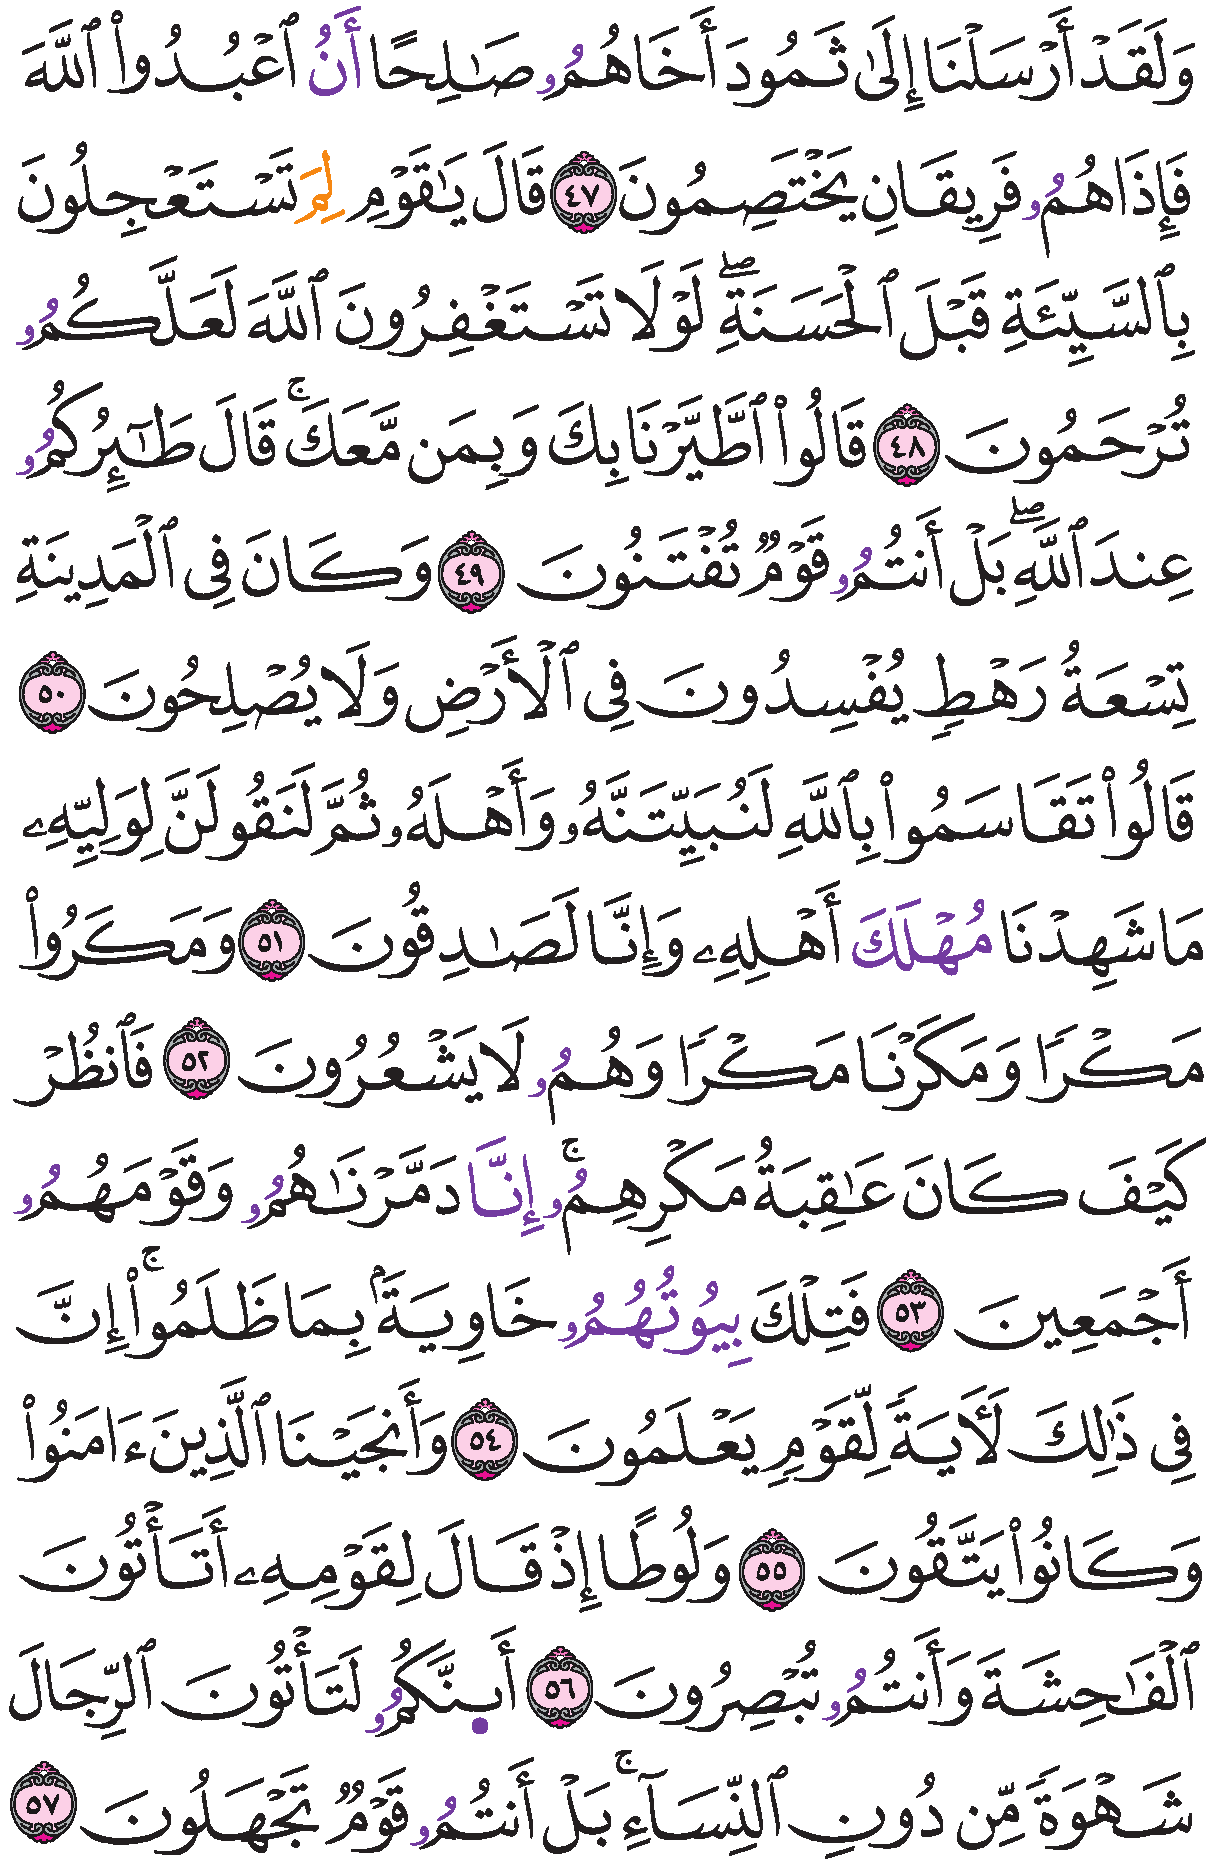 وَلَقَدْ أَرْسَلْنَا إِلَىٰ ثَمُودَ أَخَاهُمُۥ صَٰلِحًا أَنُ ٱعْبُدُوا۟ ٱللَّهَ
فَإِذَا هُمُۥ فَرِيقَانِ يَخْتَصِمُونَ ٤٧ قَالَ يَٰقَوْمِ لِمَ تَسْتَعْجِلُونَ
بِٱلسَّيِّئَةِ قَبْلَ ٱلْحَسَنَةِ ۖ لَوْلَا تَسْتَغْفِرُونَ ٱللَّهَ لَعَلَّكُمُۥ
تُرْحَمُونَ ٤٨ قَالُوا۟ ٱطَّيَّرْنَا بِكَ وَبِمَن مَّعَكَ ۚ قَالَ طَٰٓئِرُكُمُۥ
عِندَ ٱللَّهِ ۖ بَلْ أَنتُمُۥ قَوْمٌ تُفْتَنُونَ ٤٩ وَكَانَ فِى ٱلْمَدِينَةِ
تِسْعَةُ رَهْطٍ يُفْسِدُونَ فِى ٱلْأَرْضِ وَلَا يُصْلِحُونَ ٥٠
قَالُوا۟ تَقَاسَمُوا۟ بِٱللَّهِ لَنُبَيِّتَنَّهُۥ وَأَهْلَهُۥ ثُمَّ لَنَقُولَنَّ لِوَلِيِّهِۦ
مَا شَهِدْنَا مُهْلَكَ أَهْلِهِۦ وَإِنَّا لَصَٰدِقُونَ ٥١ وَمَكَرُوا۟
مَكْرًا وَمَكَرْنَا مَكْرًا وَهُمُۥ لَا يَشْعُرُونَ ٥٢ فَٱنظُرْ
كَيْفَ كَانَ عَٰقِبَةُ مَكْرِهِمُۥ ۚ إِنَّا دَمَّرْنَٰهُمُۥ وَقَوْمَهُمُۥ
أَجْمَعِينَ ٥٣ فَتِلْكَ بِيُوتُهُمُۥ خَاوِيَةًۢ بِمَا ظَلَمُوا۟ ۚ إِنَّ
فِى ذَٰلِكَ لَأٓيَةً لِّقَوْمٍ يَعْلَمُونَ ٥٤ وَأَنجَيْنَا ٱلَّذِينَ ءَامَنُوا۟
وَكَانُوا۟ يَتَّقُونَ ٥٥ وَلُوطًا إِذْ قَالَ لِقَوْمِهِۦٓ أَتَأْتُونَ
ٱلْفَٰحِشَةَ وَأَنتُمُۥ تُبْصِرُونَ ٥٦ أَىِٕنَّكُمُۥ لَتَأْتُونَ ٱلرِّجَالَ
شَهْوَةً مِّن دُونِ ٱلنِّسَآءِ ۚ بَلْ أَنتُمُۥ قَوْمٌ تَجْهَلُونَ ٥٧